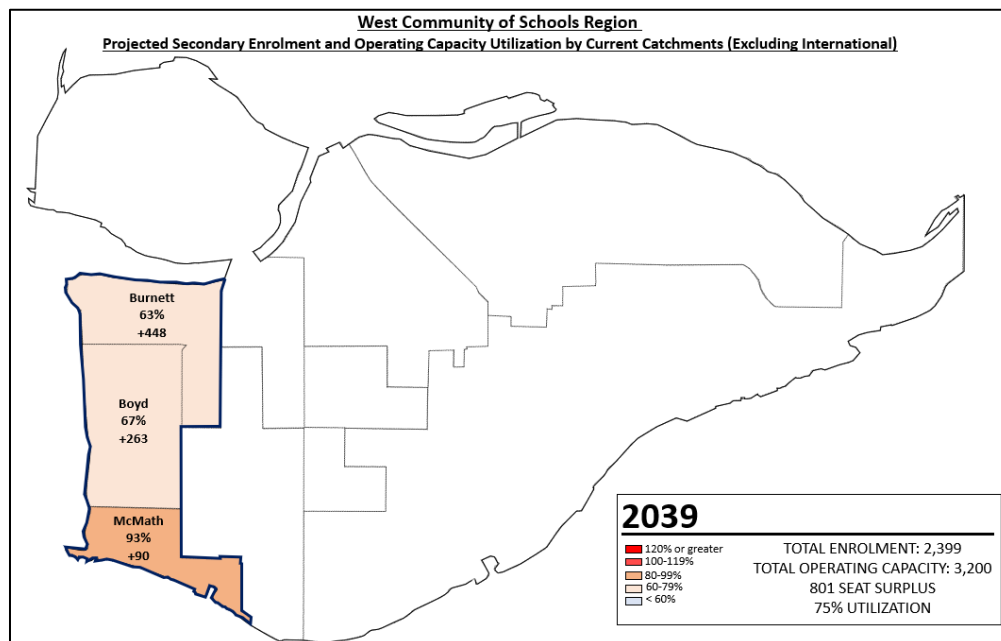 West Community of Schools Region
Projected Secondary Enrolment and Operating Capacity Utilization by Current Catchments (Excluding International)
Burnett
63%
+448
Boyd
67%
+263
McMath
93%
+90
2039
120% or greater
100-119%
80-99%
60-79%
< 60%
TOTAL ENROLMENT: 2,399
TOTAL OPERATING CAPACITY: 3,200
801 SEAT SURPLUS
75% UTILIZATION